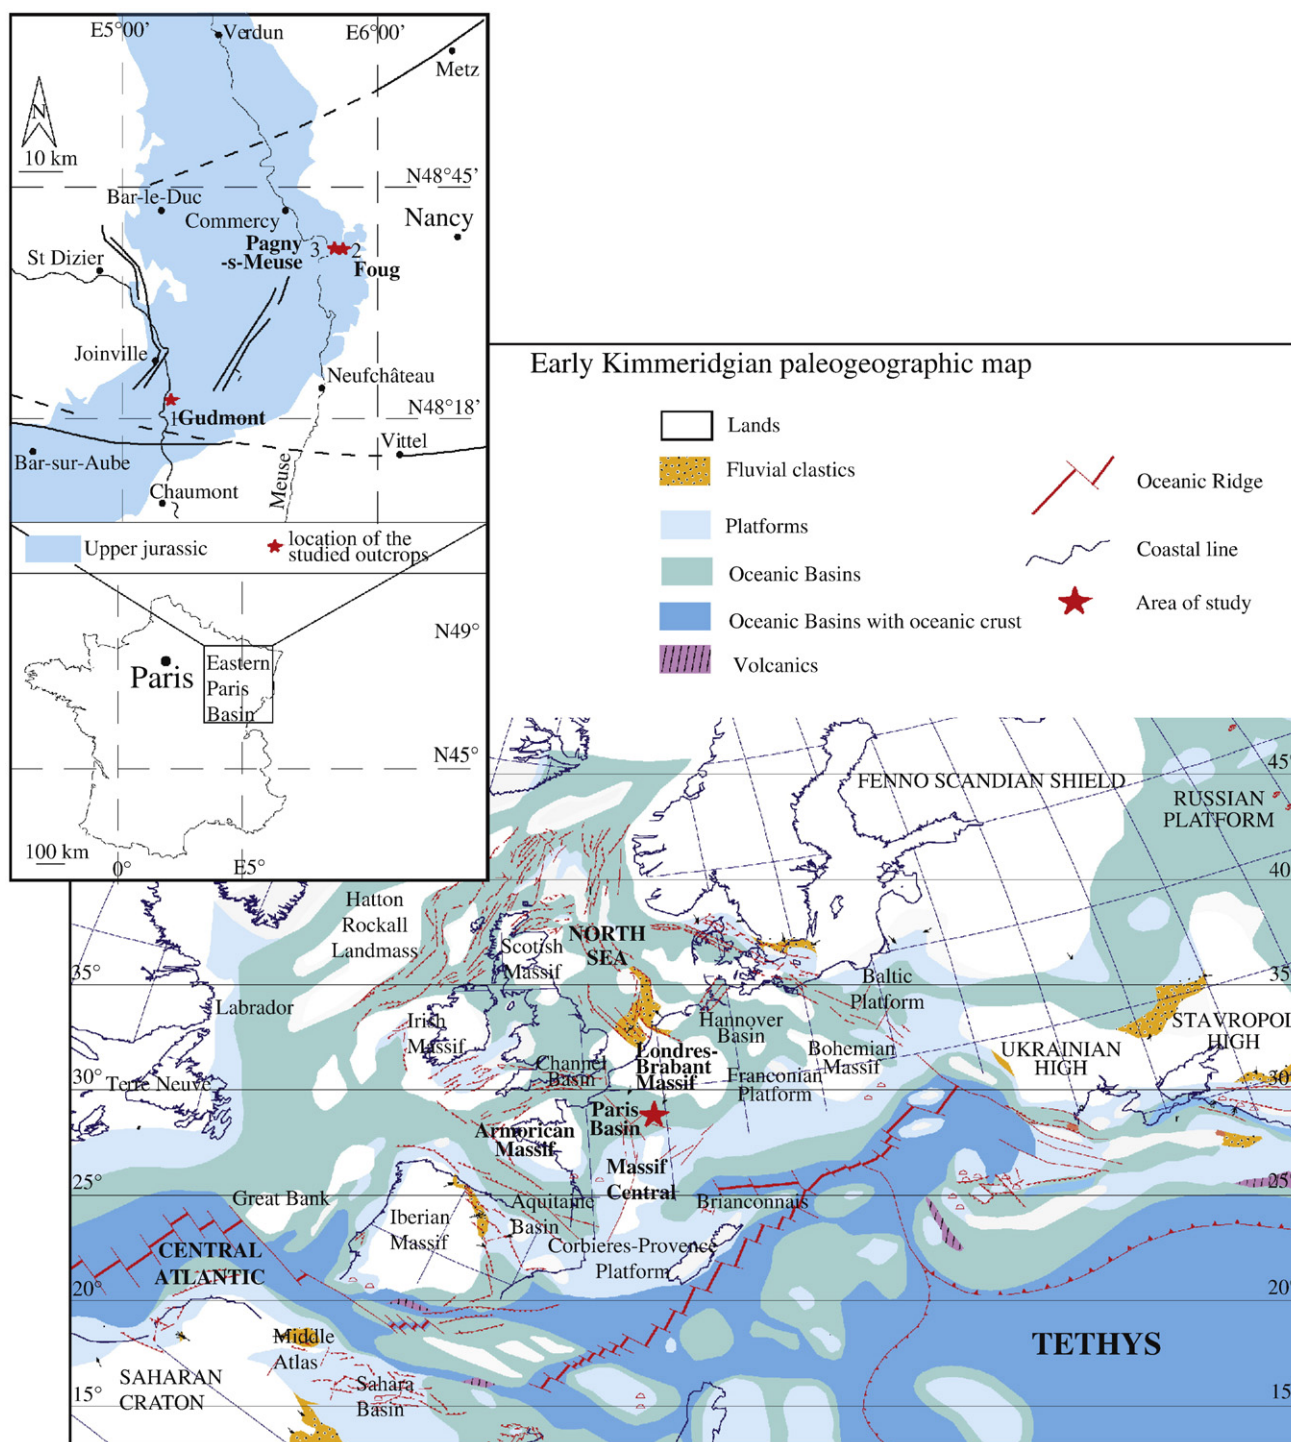 E5°00’
E6°00’
Verdun
Metz
N
10 km
N48°45’
Bar-le-Duc
Commercy
Nancy
Pagny
-s-Meuse
3
2
Foug
St Dizier
Joinville
Neufchâteau
N48°18’
1
Gudmont
Vittel
Bar-sur-Aube
Meuse
Chaumont
Upper jurassic
location of the
studied outcrops
N49°
Paris
Eastern
Paris
Basin
N45°
100 km
0°
E5°
Early Kimmeridgian paleogeographic map
Lands
Fluvial clastics
Platforms
Oceanic Basins
Oceanic Basins with oceanic crust
Volcanics
Oceanic Ridge
Coastal line
Area of study
45°
FENNO SCANDIAN SHIELD
RUSSIAN
PLATFORM
40°
Hatton
Rockall
Landmass
Scotish
Massif
NORTH
SEA
35°
35°
Baltic
Platform
Labrador
Irish
Massif
Hannover
Basin
STAVROPOL
HIGH
UKRAINIAN
HIGH
Bohemian
Massif
Londres-
Brabant
Massif
Channel
Basin
Franconian
Platform
30°
30°
Terre Neuve
Paris
Basin
Armorican
Massif
Massif
Central
25°
25°
Great Bank
Aquitaine
Basin
Brianconnais
Iberian
Massif
Corbieres-Provence
Platform
CENTRAL
ATLANTIC
20°
20°
Middle
Atlas
TETHYS
SAHARAN
CRATON
Sahara
Basin
15°
15°